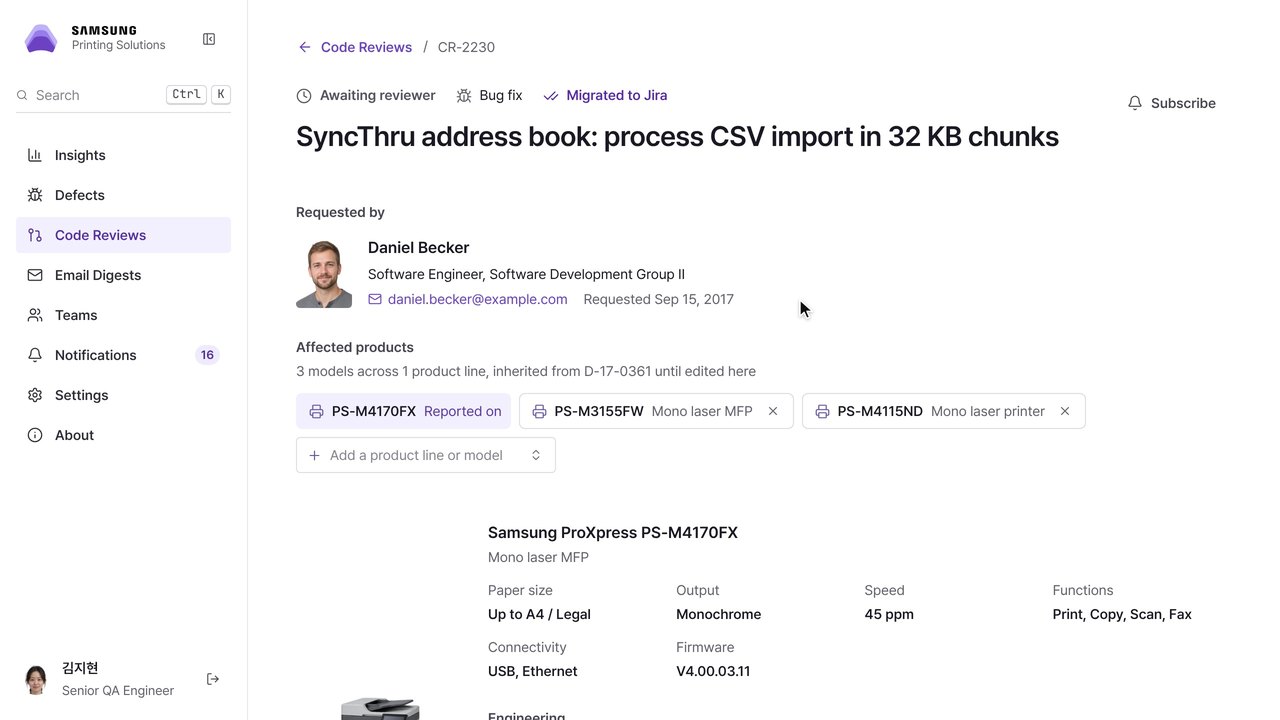 SAMSUNG
Printing Solutions
Search Ctrl K
Insights
Defects
Code Reviews
Email Digests
Teams
Notifications 16
Settings
About
김지현
Senior QA Engineer
Code Reviews / CR-2230
Awaiting reviewer Bug fix Migrated to Jira
Subscribe
SyncThru address book: process CSV import in 32 KB chunks
Requested by
Daniel Becker
Software Engineer, Software Development Group II
daniel.becker@example.com Requested Sep 15, 2017
Affected products
3 models across 1 product line, inherited from D-17-0361 until edited here
PS-M4170FX Reported on PS-M3155FW Mono laser MFP PS-M4115ND Mono laser printer
Add a product line or model
Samsung ProXpress PS-M4170FX
Mono laser MFP
Paper size Output Speed Functions
Up to A4 / Legal Monochrome 45 ppm Print, Copy, Scan, Fax
Connectivity Firmware
USB, Ethernet V4.00.03.11
Engineering